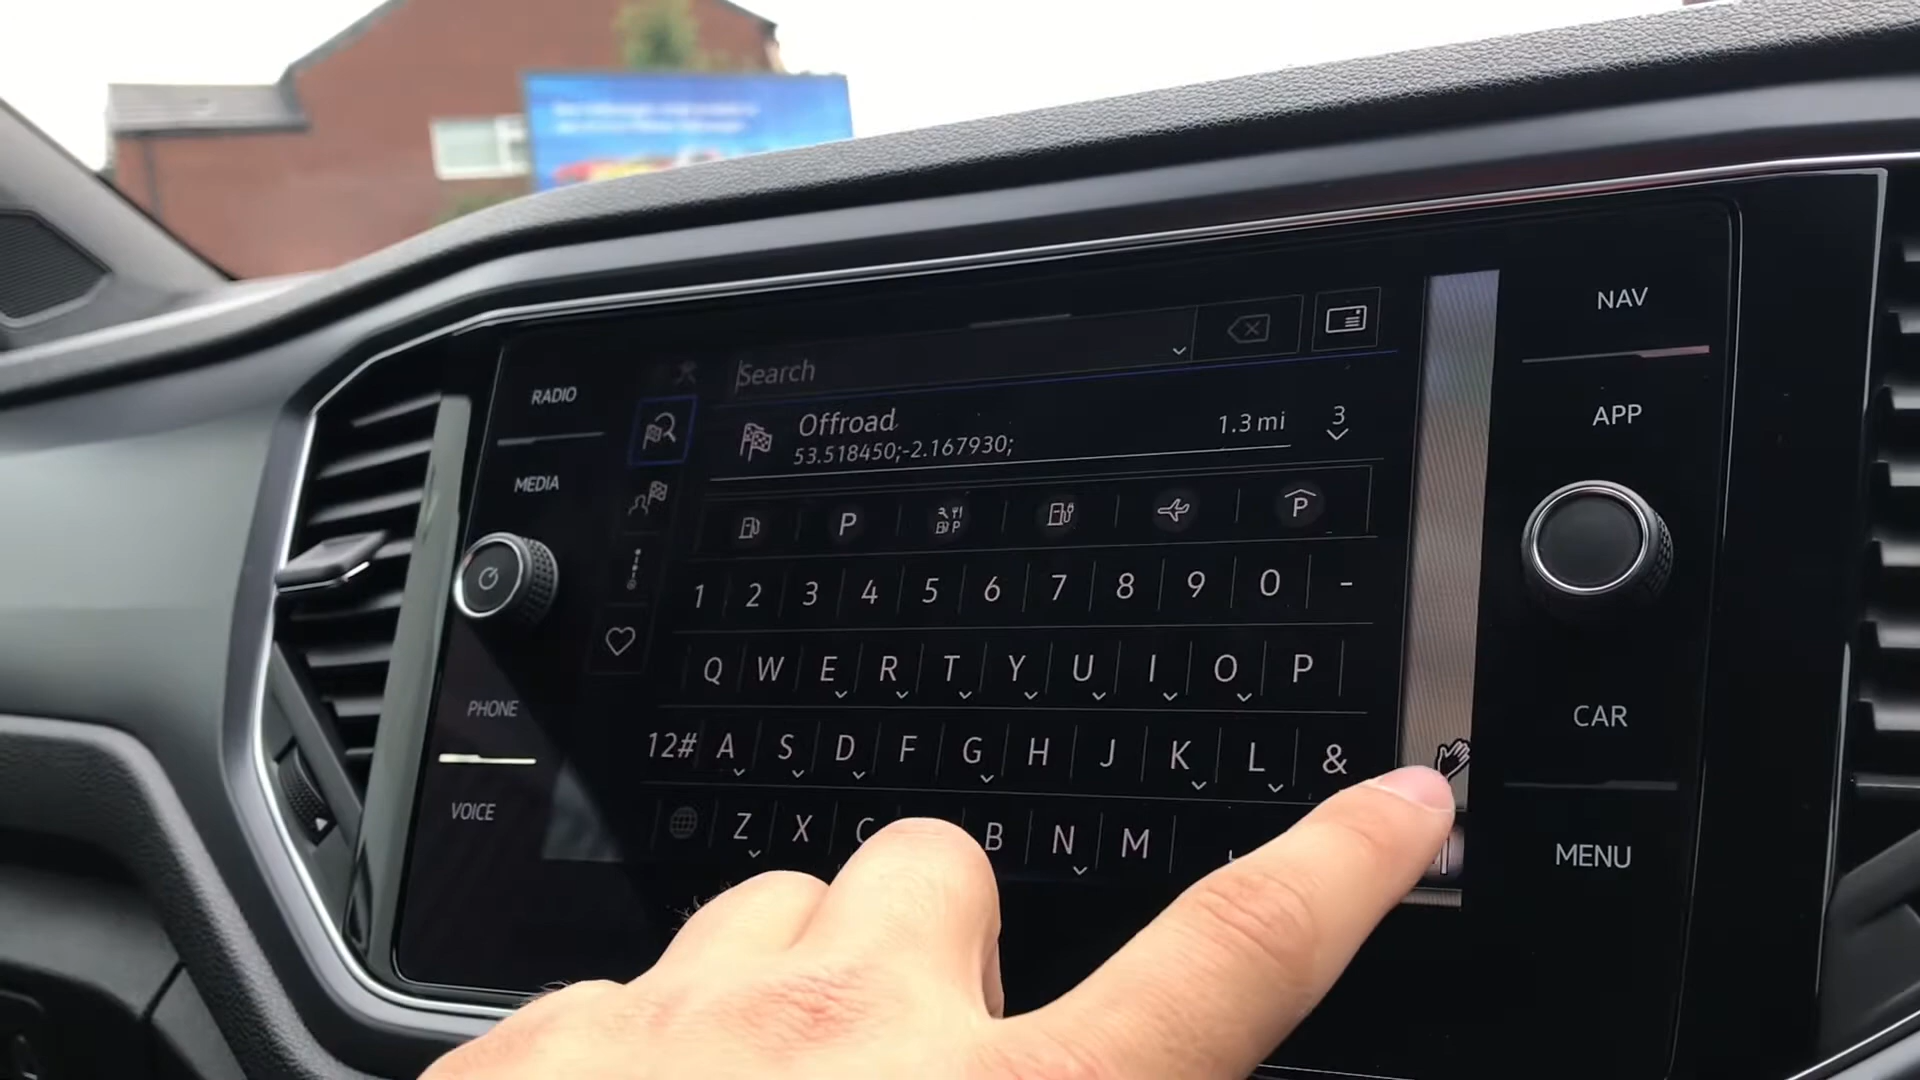 NAV
APP
CAR
MENU
RADIO
MEDIA
PHONE
VOICE
Search
Offroad
53.518450;-2.167930;
1.3 mi
3
P
P
P
1 2 3 4 5 6 7 8 9 0 -
Q W E R T Y U I O P
12# A S D F G H J K L &
Z X C B N M